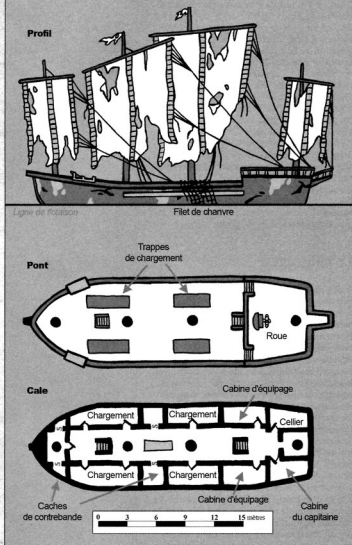 Profil
Ligne de flotaison
Filet de chanvre
Pont
Trappes
de chargement
Roue
Cale
Cabine d'équipage
Chargement
Chargement
Cellier
S
S
S
S
Chargement
Chargement
Caches
de contrebande
Cabine d'équipage
Cabine
du capitaine
0 3 6 9 12 15 mètres